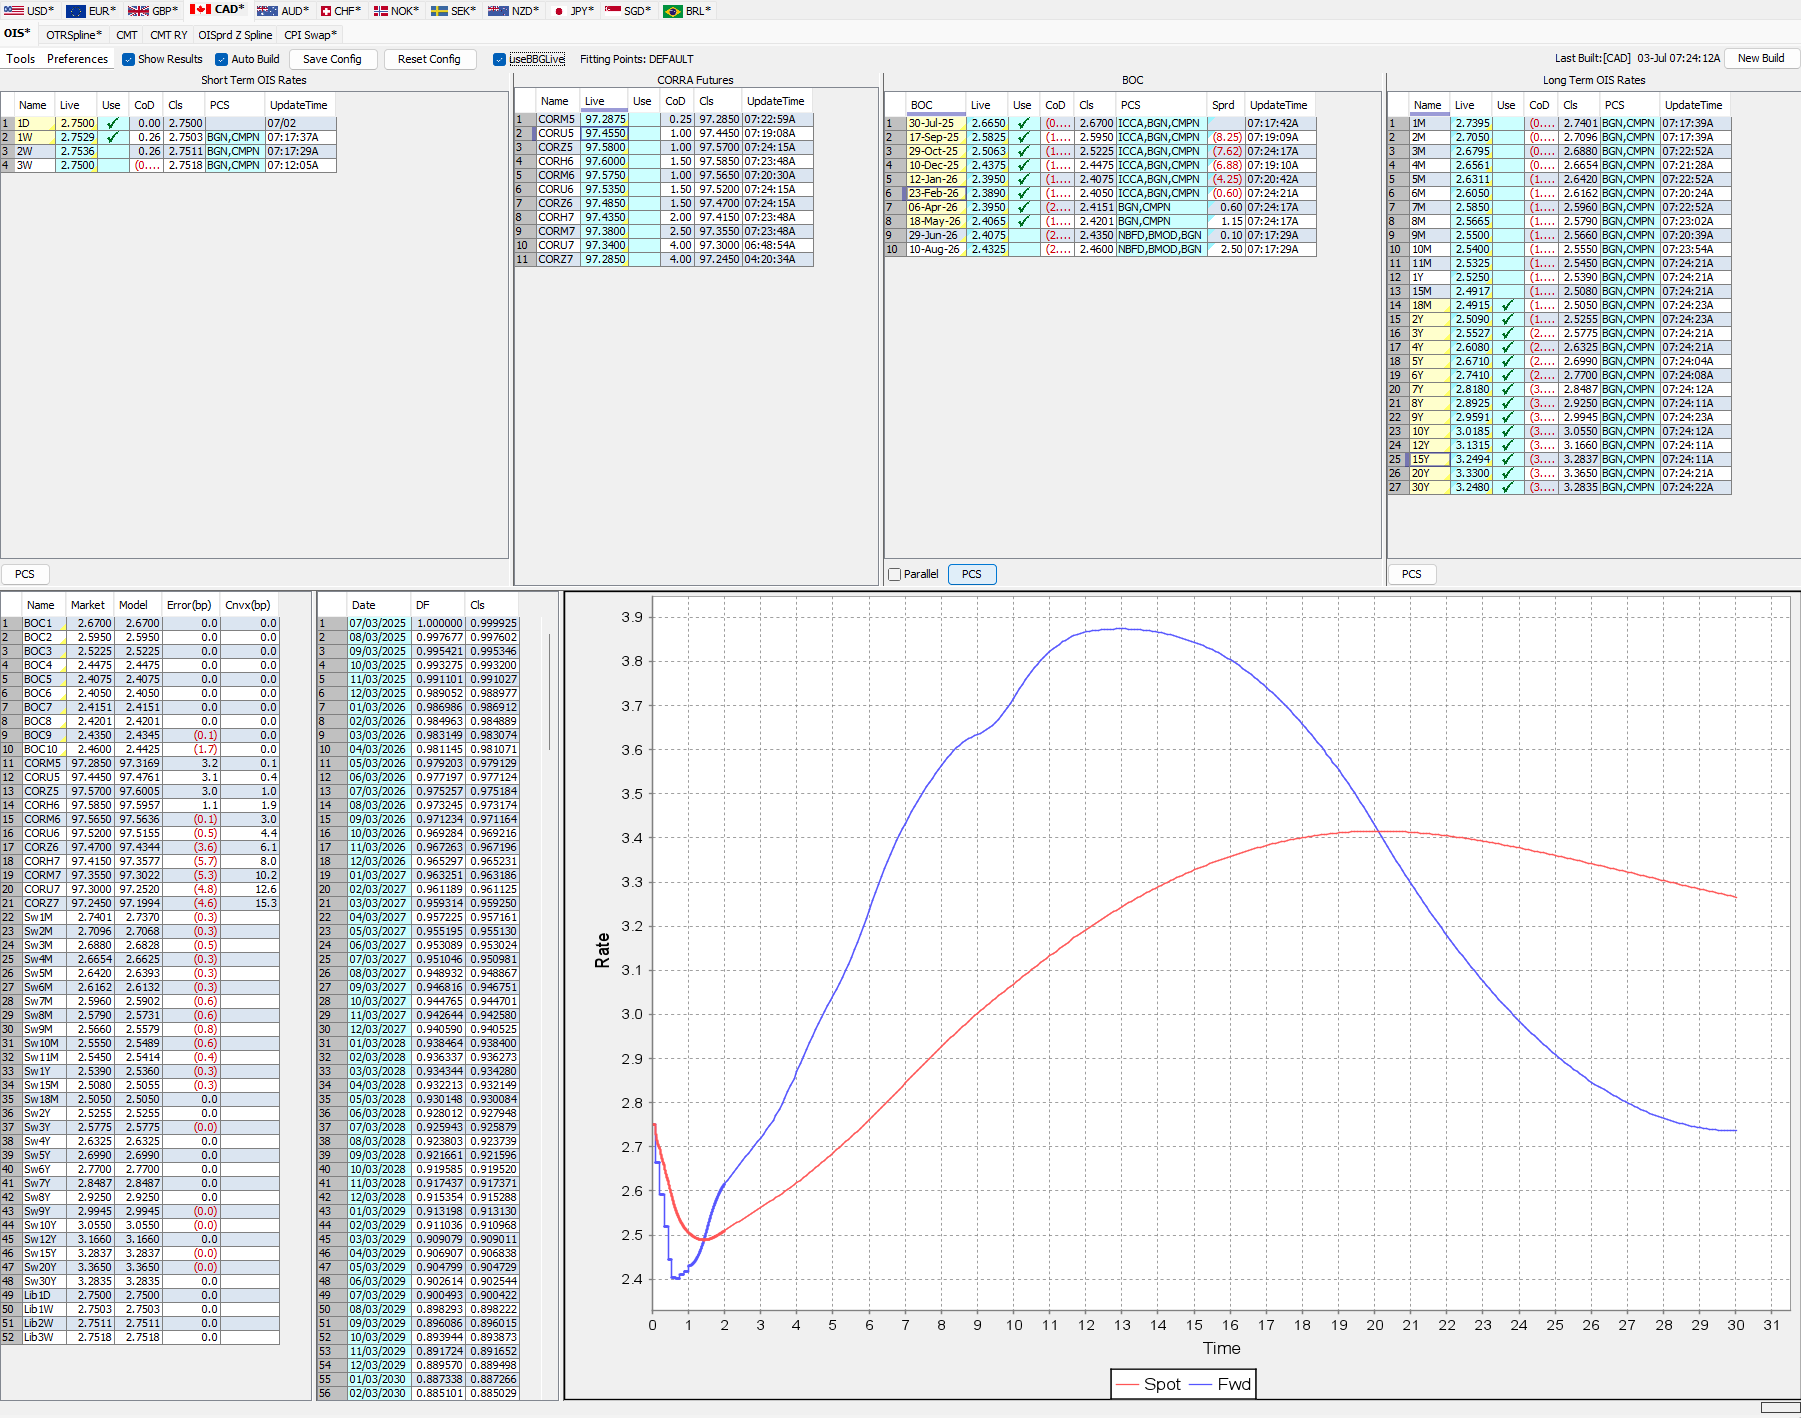 USD* EUR* GBP* CAD* AUD* CHF* NOK* SEK* NZD* JPY* SGD* BRL*
OIS* OTRSpline* CMT CMT RY OISprd Z Spline CPI Swap*
Tools Preferences Show Results Auto Build Save Config Reset Config useBBGLive Fitting Points: DEFAULT Last Built:[CAD] 03-Jul 07:24:12A New Build
Short Term OIS Rates
Name Live Use CoD Cls PCS UpdateTime
1 1D 2.7500 0.00 2.7500 07/02
2 1W 2.7529 0.26 2.7503 BGN,CMPN 07:17:37A
3 2W 2.7536 0.26 2.7511 BGN,CMPN 07:17:29A
4 3W 2.7500 (0.... 2.7518 BGN,CMPN 07:12:05A
PCS
CORRA Futures
Name Live Use CoD Cls UpdateTime
1 CORM5 97.2875 0.25 97.2850 07:22:59A
2 CORU5 97.4550 1.00 97.4450 07:19:08A
3 CORZ5 97.5800 1.00 97.5700 07:24:15A
4 CORH6 97.6000 1.50 97.5850 07:23:48A
5 CORM6 97.5750 1.00 97.5650 07:20:30A
6 CORU6 97.5350 1.50 97.5200 07:24:15A
7 CORZ6 97.4850 1.50 97.4700 07:24:15A
8 CORH7 97.4350 2.00 97.4150 07:23:48A
9 CORM7 97.3800 2.50 97.3550 07:23:48A
10 CORU7 97.3400 4.00 97.3000 06:48:54A
11 CORZ7 97.2850 4.00 97.2450 04:20:34A
BOC
BOC Live Use CoD Cls PCS Sprd UpdateTime
1 30-Jul-25 2.6650 (0.... 2.6700 ICCA,BGN,CMPN 07:17:42A
2 17-Sep-25 2.5825 (1.... 2.5950 ICCA,BGN,CMPN (8.25) 07:19:09A
3 29-Oct-25 2.5063 (1.... 2.5225 ICCA,BGN,CMPN (7.62) 07:24:17A
4 10-Dec-25 2.4375 (1.... 2.4475 ICCA,BGN,CMPN (6.88) 07:19:10A
5 12-Jan-26 2.3950 (1.... 2.4075 ICCA,BGN,CMPN (4.25) 07:20:42A
6 23-Feb-26 2.3890 (1.... 2.4050 ICCA,BGN,CMPN (0.60) 07:24:21A
7 06-Apr-26 2.3950 (2.... 2.4151 BGN,CMPN 0.60 07:24:17A
8 18-May-26 2.4065 (1.... 2.4201 BGN,CMPN 1.15 07:24:17A
9 29-Jun-26 2.4075 (2.... 2.4350 NBFD,BMOD,BGN 0.10 07:17:29A
10 10-Aug-26 2.4325 (2.... 2.4600 NBFD,BMOD,BGN 2.50 07:17:29A
Parallel PCS
Long Term OIS Rates
Name Live Use CoD Cls PCS UpdateTime
1 1M 2.7395 (0.... 2.7401 BGN,CMPN 07:17:39A
2 2M 2.7050 (0.... 2.7096 BGN,CMPN 07:17:39A
3 3M 2.6795 (0.... 2.6880 BGN,CMPN 07:22:52A
4 4M 2.6561 (0.... 2.6654 BGN,CMPN 07:21:28A
5 5M 2.6311 (1.... 2.6420 BGN,CMPN 07:22:52A
6 6M 2.6050 (1.... 2.6162 BGN,CMPN 07:20:24A
7 7M 2.5850 (1.... 2.5960 BGN,CMPN 07:22:52A
8 8M 2.5665 (1.... 2.5790 BGN,CMPN 07:23:02A
9 9M 2.5500 (1.... 2.5660 BGN,CMPN 07:20:39A
10 10M 2.5400 (1.... 2.5550 BGN,CMPN 07:23:54A
11 11M 2.5325 (1.... 2.5450 BGN,CMPN 07:24:21A
12 1Y 2.5250 (1.... 2.5390 BGN,CMPN 07:24:21A
13 15M 2.4917 (1.... 2.5080 BGN,CMPN 07:24:21A
14 18M 2.4915 (1.... 2.5050 BGN,CMPN 07:24:23A
15 2Y 2.5090 (1.... 2.5255 BGN,CMPN 07:24:23A
16 3Y 2.5527 (2.... 2.5775 BGN,CMPN 07:24:21A
17 4Y 2.6080 (2.... 2.6325 BGN,CMPN 07:24:21A
18 5Y 2.6710 (2.... 2.6990 BGN,CMPN 07:24:04A
19 6Y 2.7410 (2.... 2.7700 BGN,CMPN 07:24:08A
20 7Y 2.8180 (3.... 2.8487 BGN,CMPN 07:24:12A
21 8Y 2.8925 (3.... 2.9250 BGN,CMPN 07:24:11A
22 9Y 2.9591 (3.... 2.9945 BGN,CMPN 07:24:23A
23 10Y 3.0185 (3.... 3.0550 BGN,CMPN 07:24:12A
24 12Y 3.1315 (3.... 3.1660 BGN,CMPN 07:24:11A
25 15Y 3.2494 (3.... 3.2837 BGN,CMPN 07:24:11A
26 20Y 3.3300 (3.... 3.3650 BGN,CMPN 07:24:21A
27 30Y 3.2480 (3.... 3.2835 BGN,CMPN 07:24:22A
PCS
Name Market Model Error(bp) Cnvx(bp)
1 BOC1 2.6700 2.6700 0.0 0.0
2 BOC2 2.5950 2.5950 0.0 0.0
3 BOC3 2.5225 2.5225 0.0 0.0
4 BOC4 2.4475 2.4475 0.0 0.0
5 BOC5 2.4075 2.4075 0.0 0.0
6 BOC6 2.4050 2.4050 0.0 0.0
7 BOC7 2.4151 2.4151 0.0 0.0
8 BOC8 2.4201 2.4201 0.0 0.0
9 BOC9 2.4350 2.4345 (0.1) 0.0
10 BOC10 2.4600 2.4425 (1.7) 0.0
11 CORM5 97.2850 97.3169 3.2 0.1
12 CORU5 97.4450 97.4761 3.1 0.4
13 CORZ5 97.5700 97.6005 3.0 1.0
14 CORH6 97.5850 97.5957 1.1 1.9
15 CORM6 97.5650 97.5636 (0.1) 3.0
16 CORU6 97.5200 97.5155 (0.5) 4.4
17 CORZ6 97.4700 97.4344 (3.6) 6.1
18 CORH7 97.4150 97.3577 (5.7) 8.0
19 CORM7 97.3550 97.3022 (5.3) 10.2
20 CORU7 97.3000 97.2520 (4.8) 12.6
21 CORZ7 97.2450 97.1994 (4.6) 15.3
22 Sw1M 2.7401 2.7370 (0.3)
23 Sw2M 2.7096 2.7068 (0.3)
24 Sw3M 2.6880 2.6828 (0.5)
25 Sw4M 2.6654 2.6625 (0.3)
26 Sw5M 2.6420 2.6393 (0.3)
27 Sw6M 2.6162 2.6132 (0.3)
28 Sw7M 2.5960 2.5902 (0.6)
29 Sw8M 2.5790 2.5731 (0.6)
30 Sw9M 2.5660 2.5579 (0.8)
31 Sw10M 2.5550 2.5489 (0.6)
32 Sw11M 2.5450 2.5414 (0.4)
33 Sw1Y 2.5390 2.5360 (0.3)
34 Sw15M 2.5080 2.5055 (0.3)
35 Sw18M 2.5050 2.5050 0.0
36 Sw2Y 2.5255 2.5255 0.0
37 Sw3Y 2.5775 2.5775 (0.0)
38 Sw4Y 2.6325 2.6325 0.0
39 Sw5Y 2.6990 2.6990 0.0
40 Sw6Y 2.7700 2.7700 0.0
41 Sw7Y 2.8487 2.8487 0.0
42 Sw8Y 2.9250 2.9250 0.0
43 Sw9Y 2.9945 2.9945 (0.0)
44 Sw10Y 3.0550 3.0550 (0.0)
45 Sw12Y 3.1660 3.1660 0.0
46 Sw15Y 3.2837 3.2837 (0.0)
47 Sw20Y 3.3650 3.3650 (0.0)
48 Sw30Y 3.2835 3.2835 0.0
49 Lib1D 2.7500 2.7500 0.0
50 Lib1W 2.7503 2.7503 0.0
51 Lib2W 2.7511 2.7511 0.0
52 Lib3W 2.7518 2.7518 0.0
Date DF Cls
1 07/03/2025 1.000000 0.999925
2 08/03/2025 0.997677 0.997602
3 09/03/2025 0.995421 0.995346
4 10/03/2025 0.993275 0.993200
5 11/03/2025 0.991101 0.991027
6 12/03/2025 0.989052 0.988977
7 01/03/2026 0.986986 0.986912
8 02/03/2026 0.984963 0.984889
9 03/03/2026 0.983149 0.983074
10 04/03/2026 0.981145 0.981071
11 05/03/2026 0.979203 0.979129
12 06/03/2026 0.977197 0.977124
13 07/03/2026 0.975257 0.975184
14 08/03/2026 0.973245 0.973174
15 09/03/2026 0.971234 0.971164
16 10/03/2026 0.969284 0.969216
17 11/03/2026 0.967263 0.967196
18 12/03/2026 0.965297 0.965231
19 01/03/2027 0.963251 0.963186
20 02/03/2027 0.961189 0.961125
21 03/03/2027 0.959314 0.959250
22 04/03/2027 0.957225 0.957161
23 05/03/2027 0.955195 0.955130
24 06/03/2027 0.953089 0.953024
25 07/03/2027 0.951046 0.950981
26 08/03/2027 0.948932 0.948867
27 09/03/2027 0.946816 0.946751
28 10/03/2027 0.944765 0.944701
29 11/03/2027 0.942644 0.942580
30 12/03/2027 0.940590 0.940525
31 01/03/2028 0.938464 0.938400
32 02/03/2028 0.936337 0.936273
33 03/03/2028 0.934344 0.934280
34 04/03/2028 0.932213 0.932149
35 05/03/2028 0.930148 0.930084
36 06/03/2028 0.928012 0.927948
37 07/03/2028 0.925943 0.925879
38 08/03/2028 0.923803 0.923739
39 09/03/2028 0.921661 0.921596
40 10/03/2028 0.919585 0.919520
41 11/03/2028 0.917437 0.917371
42 12/03/2028 0.915354 0.915288
43 01/03/2029 0.913198 0.913130
44 02/03/2029 0.911036 0.910968
45 03/03/2029 0.909079 0.909011
46 04/03/2029 0.906907 0.906838
47 05/03/2029 0.904799 0.904729
48 06/03/2029 0.902614 0.902544
49 07/03/2029 0.900493 0.900422
50 08/03/2029 0.898293 0.898222
51 09/03/2029 0.896086 0.896015
52 10/03/2029 0.893944 0.893873
53 11/03/2029 0.891724 0.891652
54 12/03/2029 0.889570 0.889498
55 01/03/2030 0.887338 0.887266
56 02/03/2030 0.885101 0.885029
3.9
3.8
3.7
3.6
3.5
3.4
3.3
3.2
3.1
3.0
2.9
2.8
2.7
2.6
2.5
2.4
Rate
0 1 2 3 4 5 6 7 8 9 10 11 12 13 14 15 16 17 18 19 20 21 22 23 24 25 26 27 28 29 30 31
Time
Spot Fwd